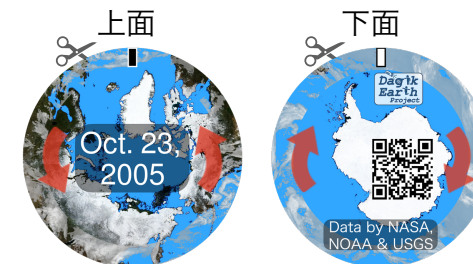 上面
下面
Oct. 23,
2005
Dagik
Earth
Project
Data by NASA,
NOAA & USGS